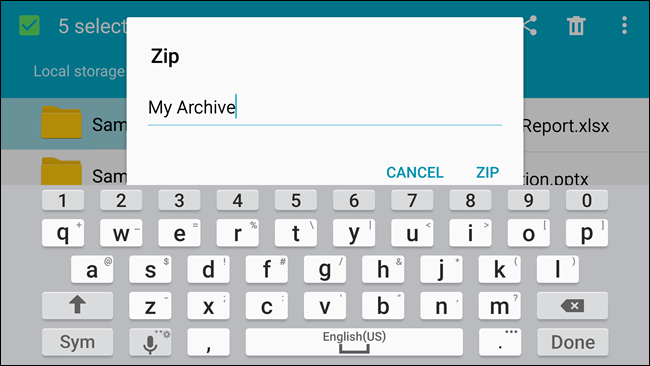 5 select
Zip
Local storage
My Archive
Sam
Report.xlsx
CANCEL ZIP
Sam
tion.pptx
1 2 3 4 5 6 7 8 9 0
q + w _ e = r % t \ y | u < i > o [ p ]
a @ s $ d ! f # g / h & j * k ( l )
z - x ; c : v ' b " n , m ?
Sym , English(US) . ... Done